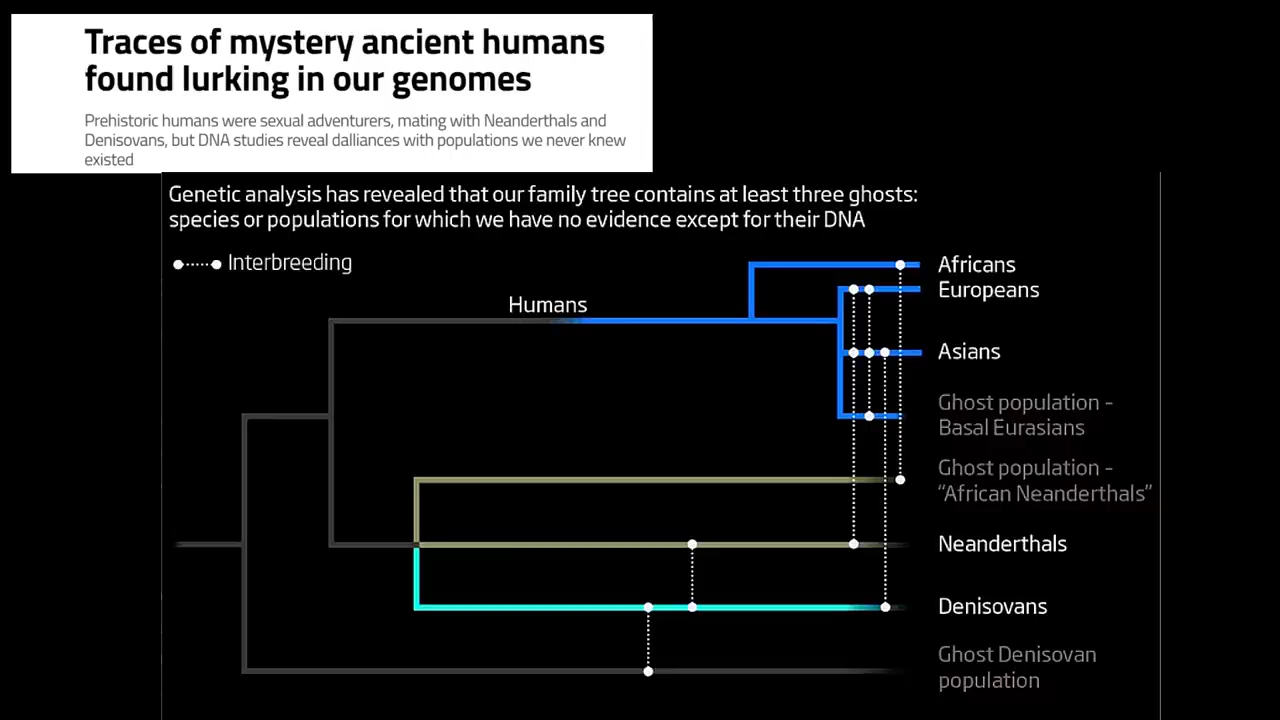 Traces of mystery ancient humans
found lurking in our genomes
Prehistoric humans were sexual adventurers, mating with Neanderthals and
Denisovans, but DNA studies reveal dalliances with populations we never knew
existed
Genetic analysis has revealed that our family tree contains at least three ghosts:
species or populations for which we have no evidence except for their DNA
Interbreeding
Humans
Africans
Europeans
Asians
Ghost population -
Basal Eurasians
Ghost population -
“African Neanderthals”
Neanderthals
Denisovans
Ghost Denisovan
population